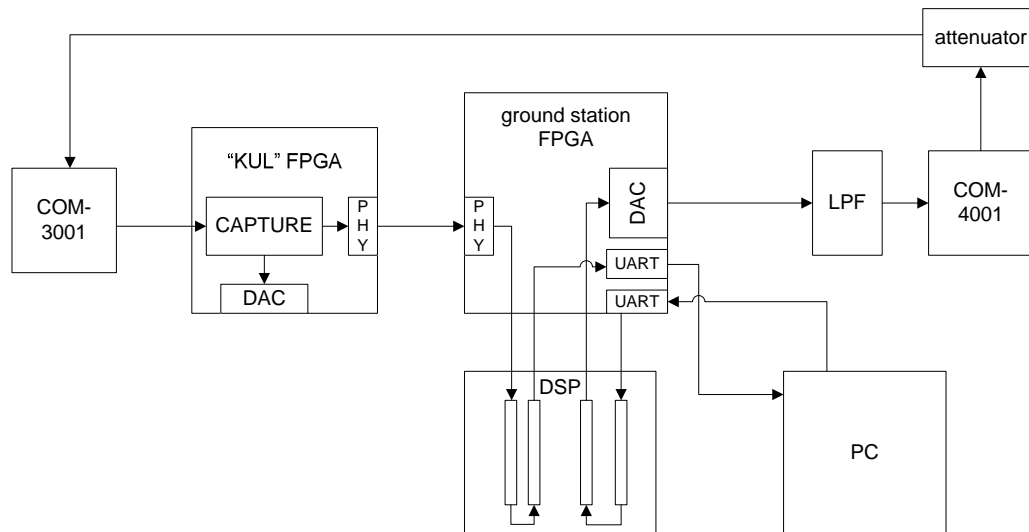 attenuator
ground station
FPGA
“KUL” FPGA
COM-
3001
CAPTURE
P
H
Y
DAC
P
H
Y
DAC
UART
UART
LPF
COM-
4001
DSP
PC